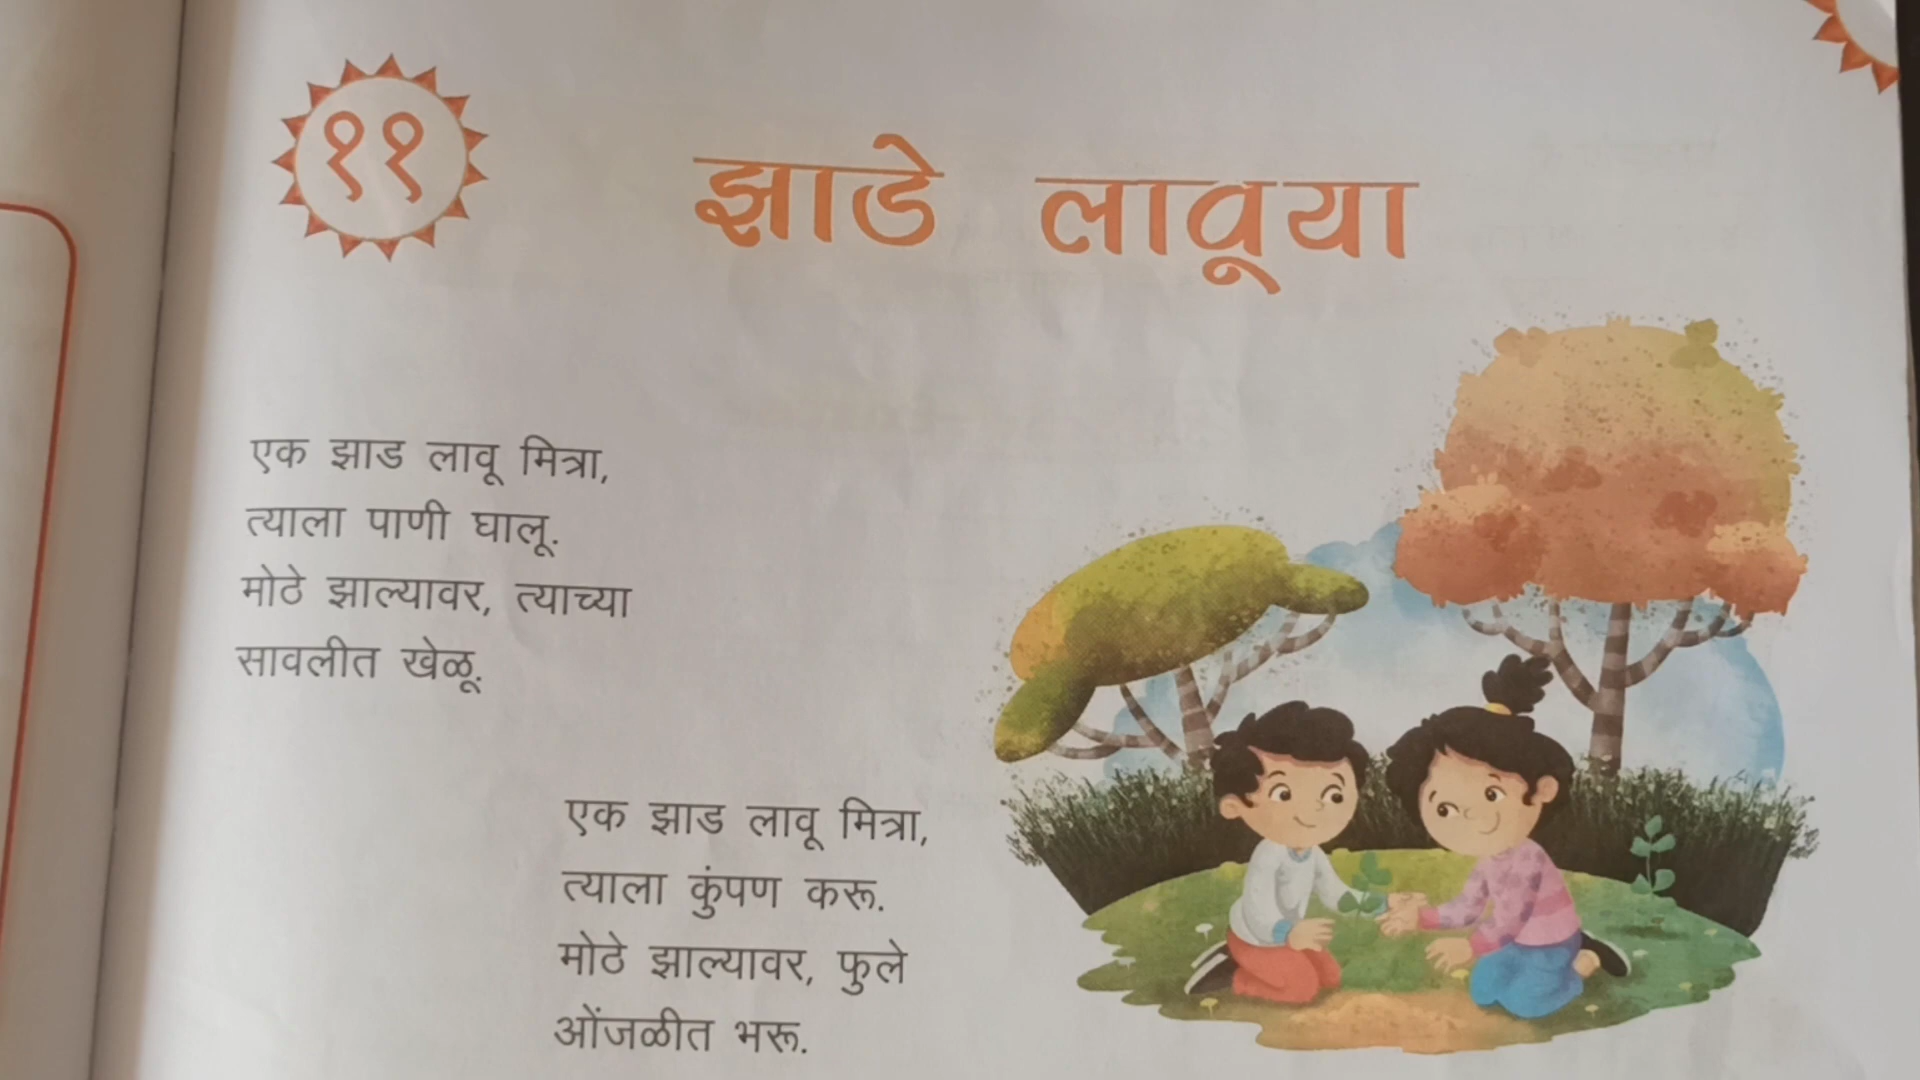 ११
झाडे लावूया
एक झाड लावू मित्रा,
त्याला पाणी घालू.
मोठे झाल्यावर, त्याच्या
सावलीत खेळू.
एक झाड लावू मित्रा,
त्याला कुंपण करू.
मोठे झाल्यावर, फुले
ओंजळीत भरू.